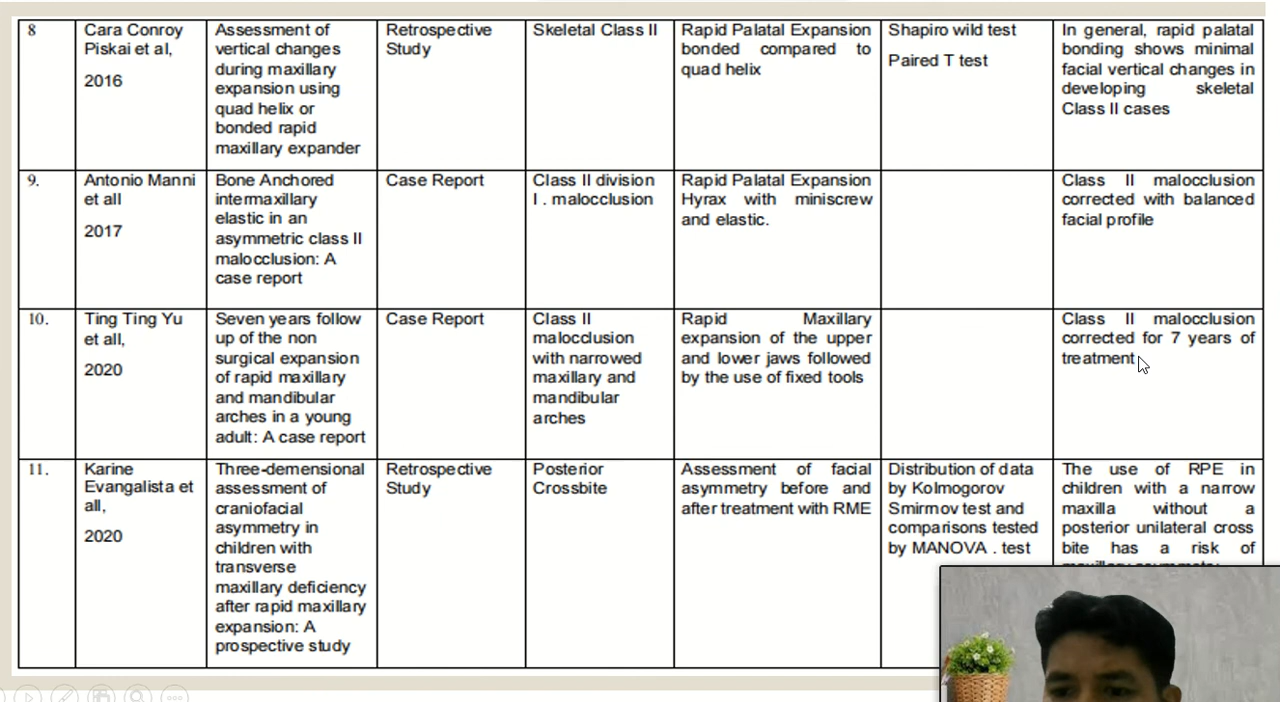 8
Cara Conroy
Piskai et al,
2016
Assessment of
vertical changes
during maxillary
expansion using
quad helix or
bonded rapid
maxillary expander
Retrospective
Study
Skeletal Class II
Rapid Palatal Expansion
bonded compared to
quad helix
Shapiro wild test
Paired T test
In general, rapid palatal
bonding shows minimal
facial vertical changes in
developing skeletal
Class II cases
9.
Antonio Manni
et all
2017
Bone Anchored
intermaxillary
elastic in an
asymmetric class II
malocclusion: A
case report
Case Report
Class II division
I . malocclusion
Rapid Palatal Expansion
Hyrax with miniscrew
and elastic.
Class II malocclusion
corrected with balanced
facial profile
10.
Ting Ting Yu
et all,
2020
Seven years follow
up of the non
surgical expansion
of rapid maxillary
and mandibular
arches in a young
adult: A case report
Case Report
Class II
malocclusion
with narrowed
maxillary and
mandibular
arches
Rapid Maxillary
expansion of the upper
and lower jaws followed
by the use of fixed tools
Class II malocclusion
corrected for 7 years of
treatment
11.
Karine
Evangalista et
all,
2020
Three-demensional
assessment of
craniofacial
asymmetry in
children with
transverse
maxillary deficiency
after rapid maxillary
expansion: A
prospective study
Retrospective
Study
Posterior
Crossbite
Assessment of facial
asymmetry before and
after treatment with RME
Distribution of data
by Kolmogorov
Smirnov test and
comparisons tested
by MANOVA . test
The use of RPE in
children with a narrow
maxilla without a
posterior unilateral cross
bite has a risk of